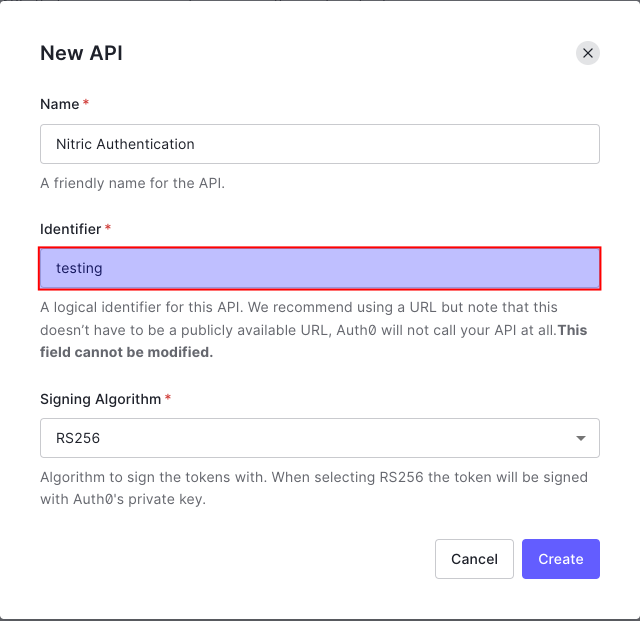 New API
Name *
Nitric Authentication
A friendly name for the API.
Identifier *
testing
A logical identifier for this API. We recommend using a URL but note that this
doesn’t have to be a publicly available URL, Auth0 will not call your API at all.This
field cannot be modified.
Signing Algorithm *
RS256
Algorithm to sign the tokens with. When selecting RS256 the token will be signed
with Auth0's private key.
Cancel Create